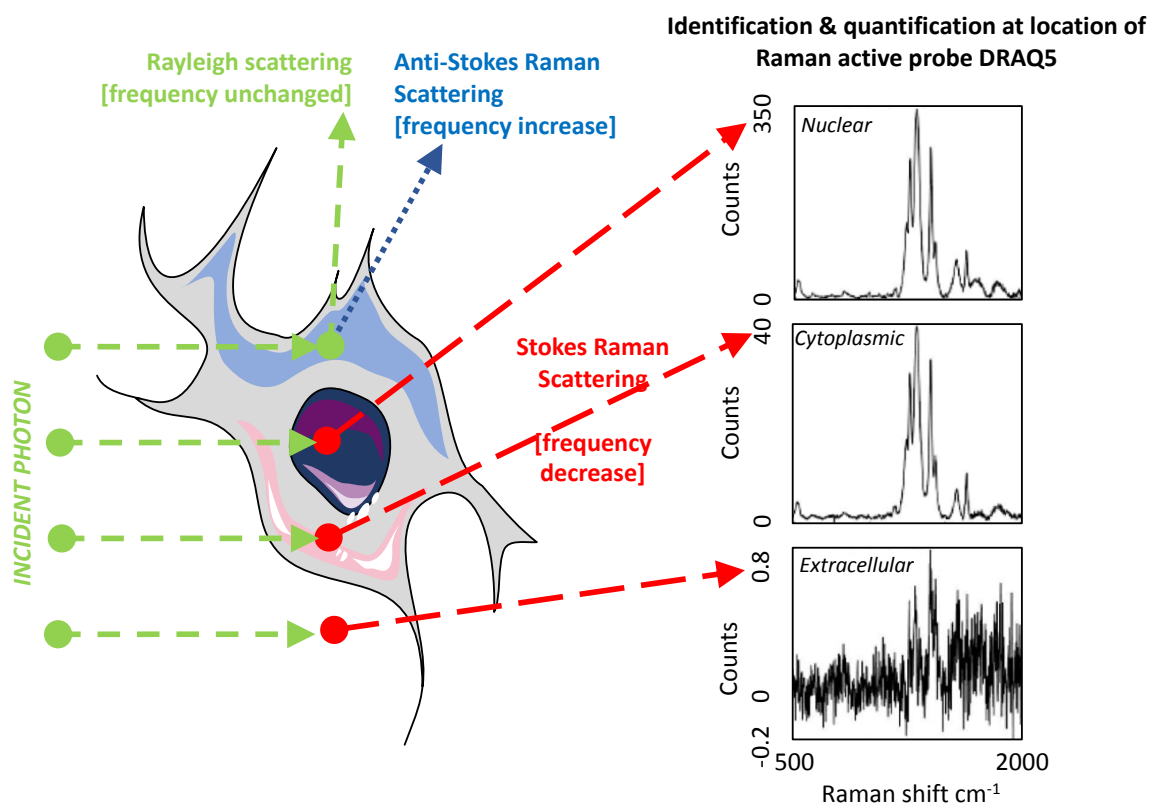 Identification & quantification at location of
Raman active probe DRAQ5
Rayleigh scattering
[frequency unchanged]
Anti-Stokes Raman
Scattering
[frequency increase]
Stokes Raman
Scattering
[frequency
decrease]
INCIDENT PHOTON
Nuclear
350
Counts
0
Cytoplasmic
40
Counts
0
Extracellular
0.8
Counts
0
-0.2
500
2000
Raman shift cm⁻¹